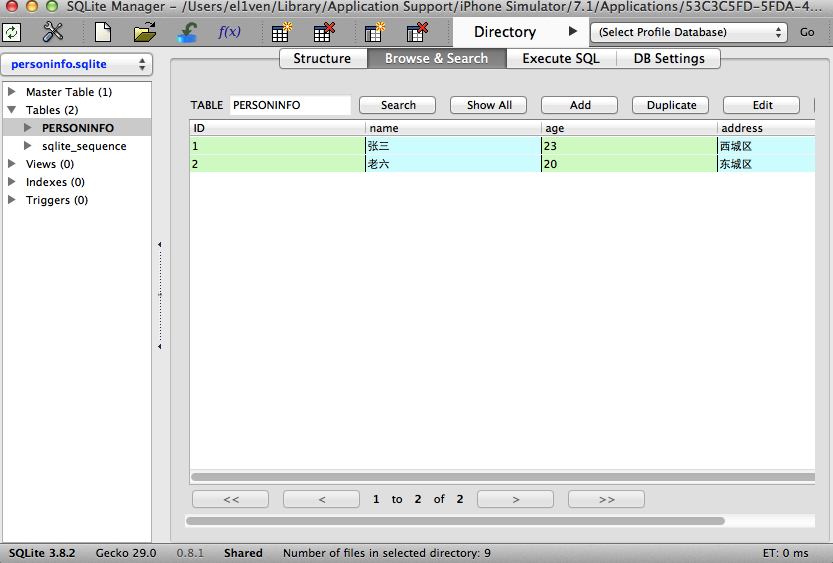 SQLite Manager – /Users/el1ven/Library/Application Support/iPhone Simulator/7.1/Applications/53C3C5FD-5FDA-4...
f(x) Directory (Select Profile Database) Go
personinfo.sqlite
Structure Browse & Search Execute SQL DB Settings
Master Table (1)
Tables (2)
PERSONINFO
sqlite_sequence
Views (0)
Indexes (0)
Triggers (0)
TABLE PERSONINFO Search Show All Add Duplicate Edit
ID name age address
1 张三 23 西城区
2 老六 20 东城区
<< < 1 to 2 of 2 > >>
SQLite 3.8.2 Gecko 29.0 0.8.1 Shared Number of files in selected directory: 9 ET: 0 ms